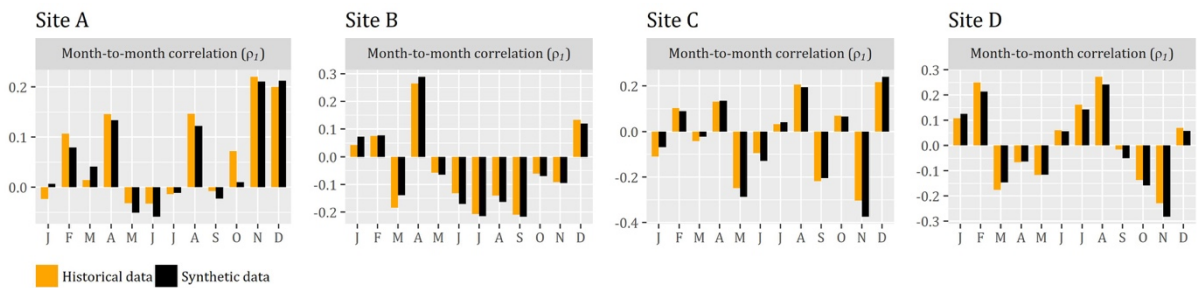 Site A
Month-to-month correlation (ρ1)
0.2
0.1
0.0
J F M A M J J A S O N D
Site B
Month-to-month correlation (ρ1)
0.3
0.2
0.1
0.0
-0.1
-0.2
J F M A M J J A S O N D
Site C
Month-to-month correlation (ρ1)
0.2
0.0
-0.2
-0.4
J F M A M J J A S O N D
Site D
Month-to-month correlation (ρ1)
0.3
0.2
0.1
0.0
-0.1
-0.2
-0.3
J F M A M J J A S O N D
Historical data Synthetic data